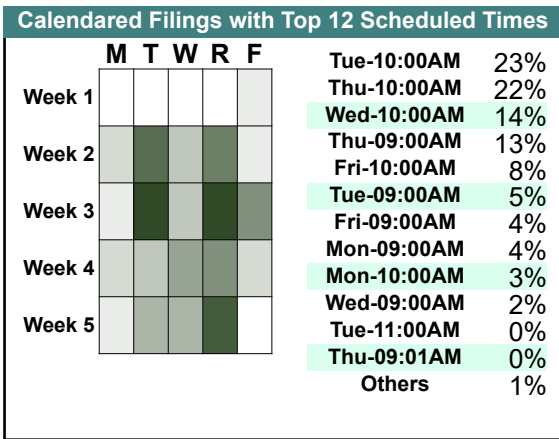 Calendared Filings with Top 12 Scheduled Times
M T W R F
Week 1
Week 2
Week 3
Week 4
Week 5
Tue-10:00AM 23%
Thu-10:00AM 22%
Wed-10:00AM 14%
Thu-09:00AM 13%
Fri-10:00AM 8%
Tue-09:00AM 5%
Fri-09:00AM 4%
Mon-09:00AM 4%
Mon-10:00AM 3%
Wed-09:00AM 2%
Tue-11:00AM 0%
Thu-09:01AM 0%
Others 1%